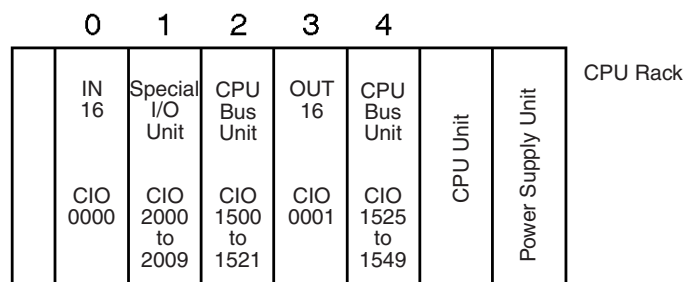 0 1 2 3 4
CPU Rack
IN
16
CIO
0000
Special
I/O
Unit
CIO
2000
to
2009
CPU
Bus
Unit
CIO
1500
to
1521
OUT
16
CIO
0001
CPU
Bus
Unit
CIO
1525
to
1549
CPU Unit
Power Supply Unit